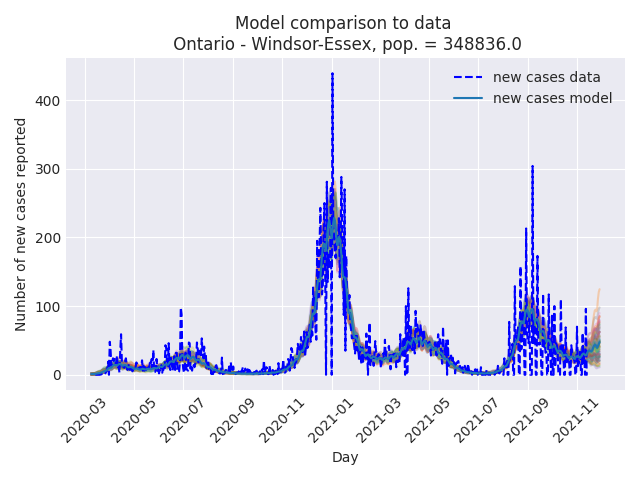 Model comparison to data
Ontario - Windsor-Essex, pop. = 348836.0
new cases data
new cases model
Number of new cases reported
400
300
200
100
0
2020-03
2020-05
2020-07
2020-09
2020-11
2021-01
2021-03
2021-05
2021-07
2021-09
2021-11
Day